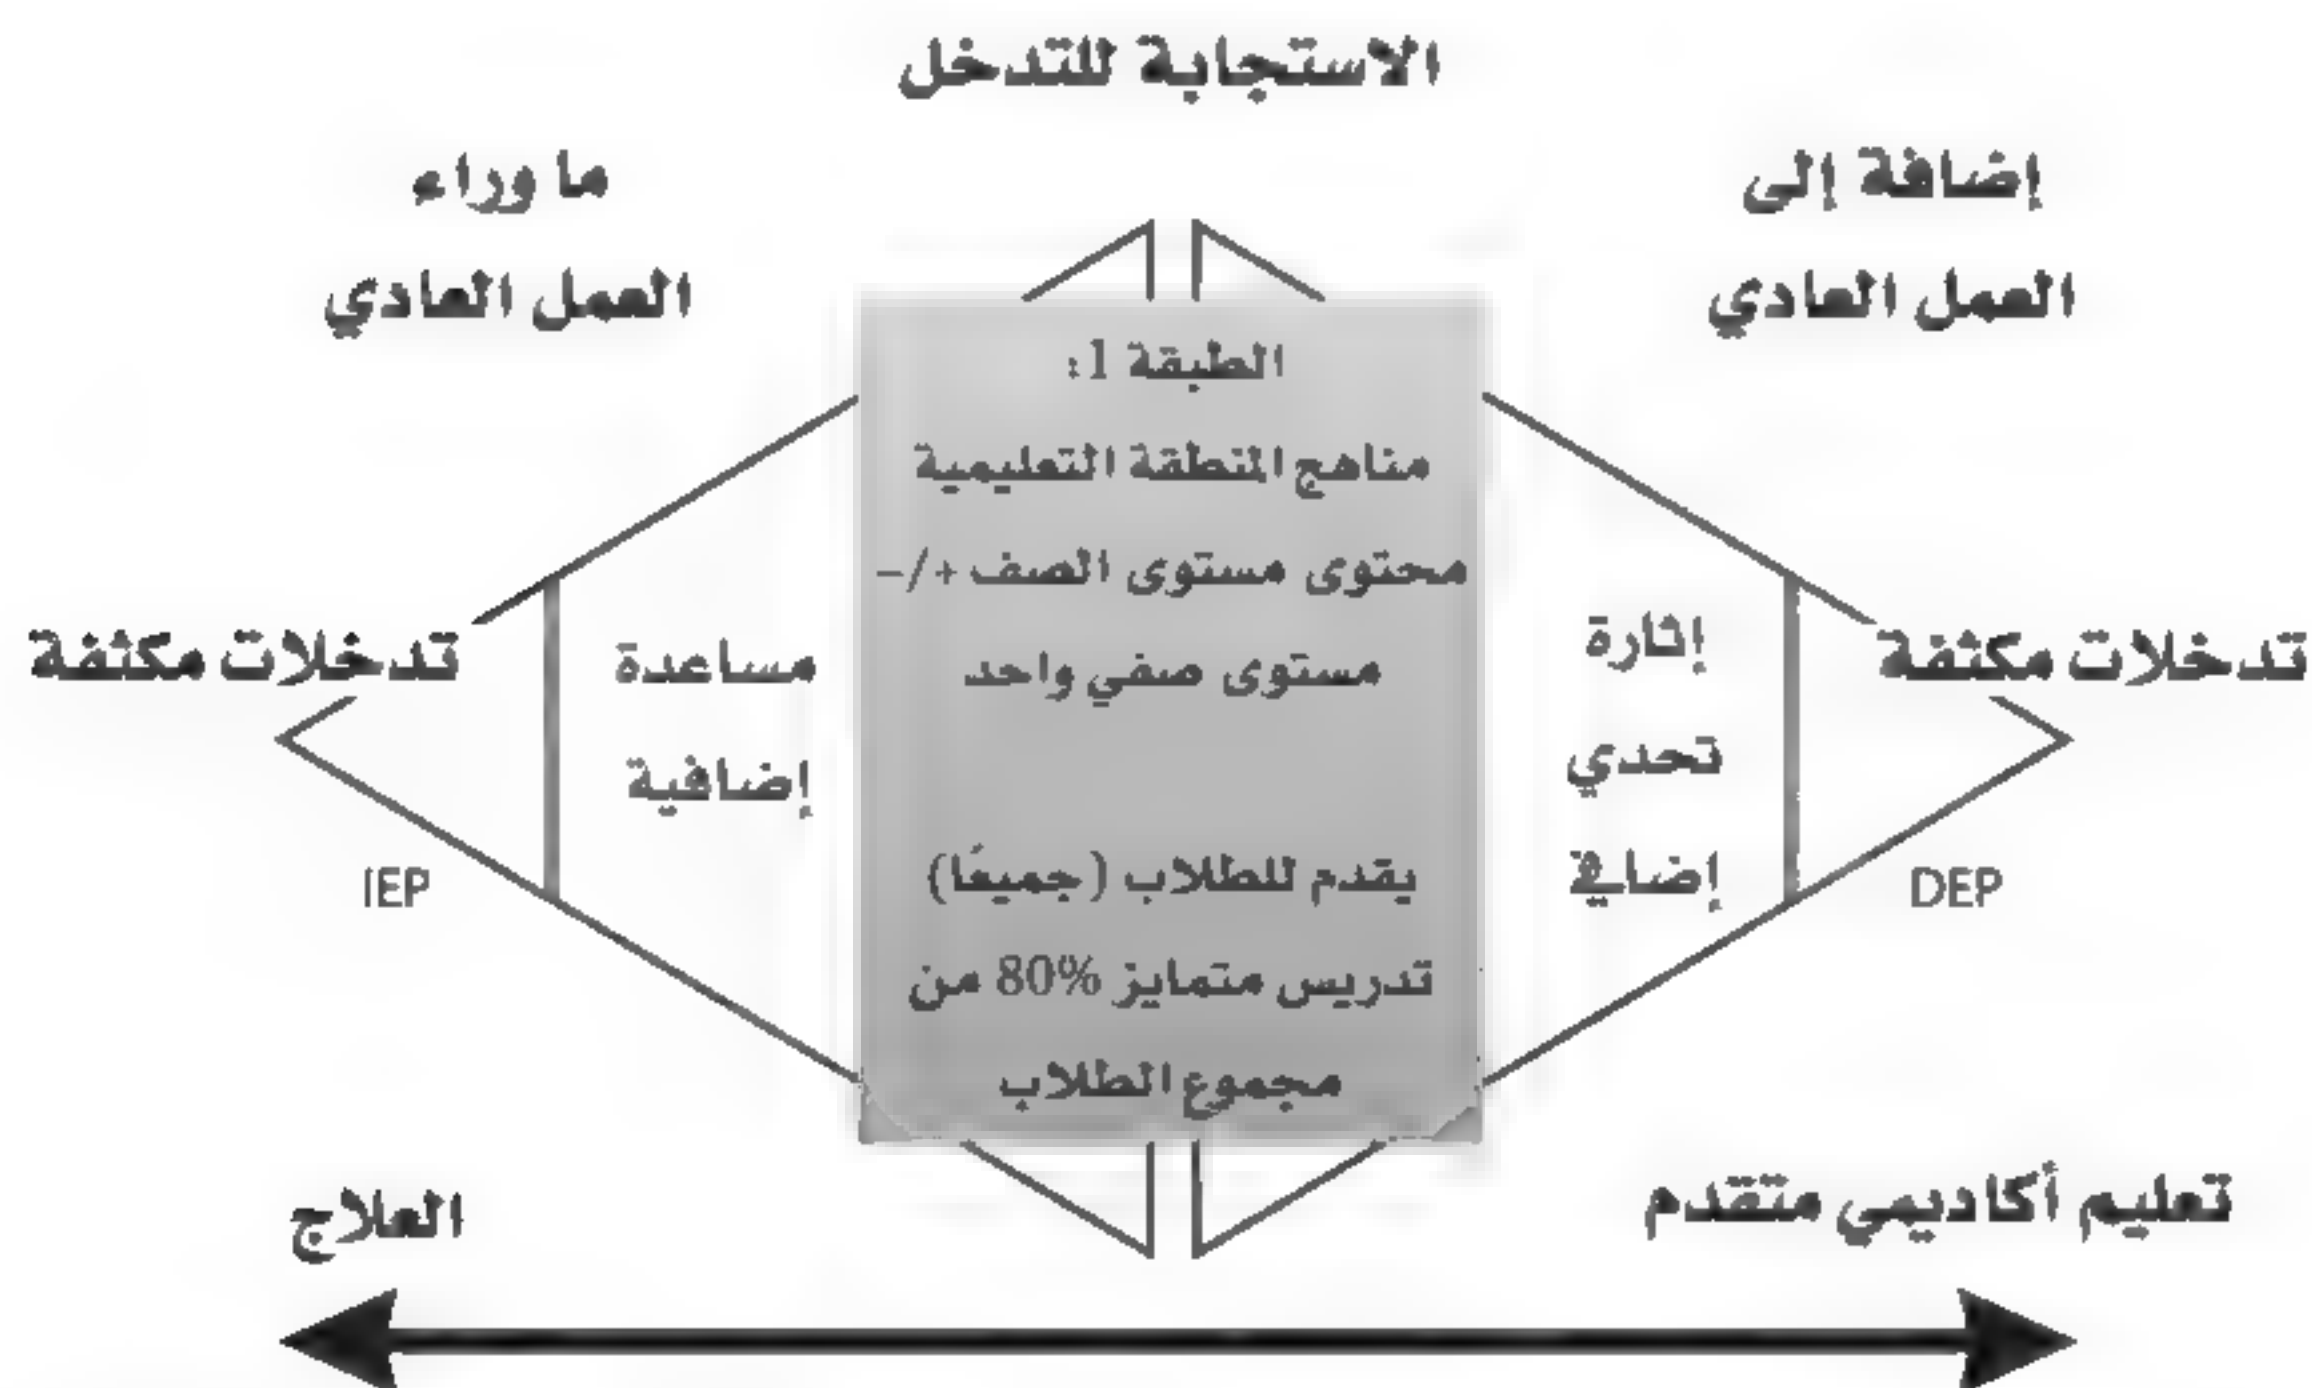 الاستجابة للتدخل
إضافة إلى
العمل العادي
ما وراء
العمل العادي
الطبقة 1:
مناهج المنطقة التعليمية
محتوى مستوى الصف +/-
مستوى صفي واحد
يقدم للطلاب (جميعًا)
تدريس متمايز 80% من
مجموع الطلاب
تدخلات مكثفة
إثارة
تحدي
إضافي
DEP
مساعدة
إضافية
تدخلات مكثفة
IEP
تعليم أكاديمي متقدم
العلاج